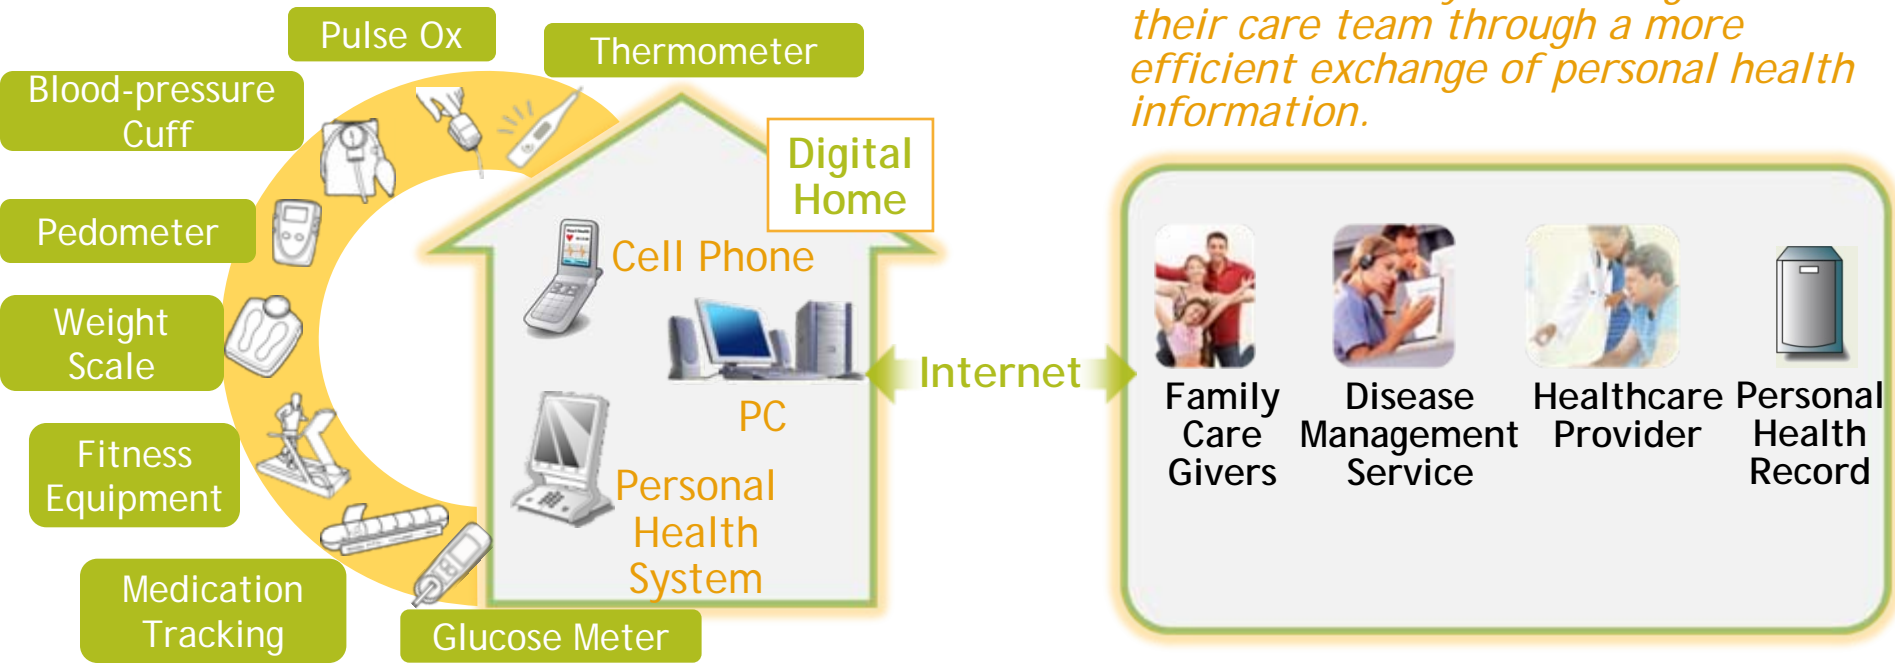 Pulse Ox
Thermometer
Blood-pressure
Cuff
Pedometer
Weight
Scale
Fitness
Equipment
Medication
Tracking
Glucose Meter
Digital
Home
Cell Phone
PC
Personal
Health
System
Internet
their care team through a more
efficient exchange of personal health
information.
Family
Care
Givers
Disease
Management
Service
Healthcare
Provider
Personal
Health
Record